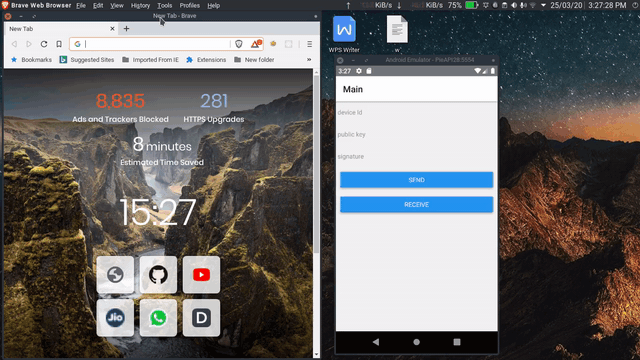 Brave Web Browser File Edit View History Tools Profiles Help
KiB/s KiB/s 75% 25/03/20 3:27:28 PM
New Tab - Brave
New Tab
Bookmarks Suggested Sites Imported From IE Extensions New folder
8,835 281
Ads and Trackers Blocked HTTPS Upgrades
8 minutes
Estimated Time Saved
15:27
Jio D
W
WPS Writer
Android Emulator - PieAPI28:5554
3:27
Main
device Id
public key
signature
SEND
RECEIVE